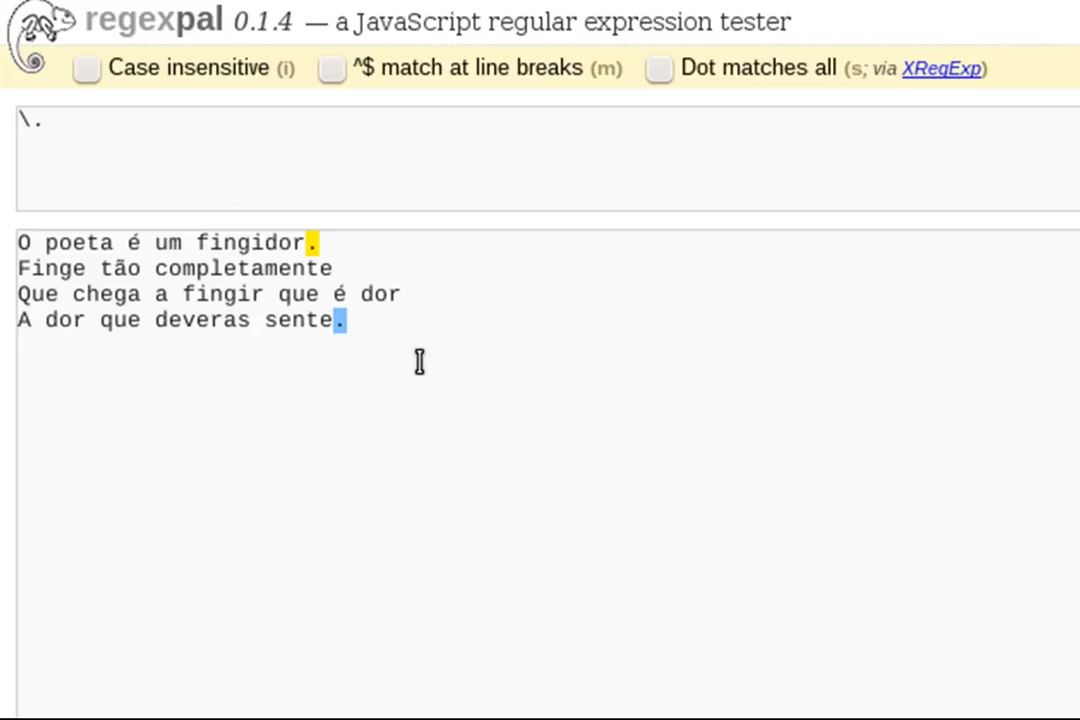 regexpal 0.1.4 — a JavaScript regular expression tester
Case insensitive (i) ^$ match at line breaks (m) Dot matches all (s; via XRegExp)
\.
O poeta é um fingidor.
Finge tão completamente
Que chega a fingir que é dor
A dor que deveras sente.